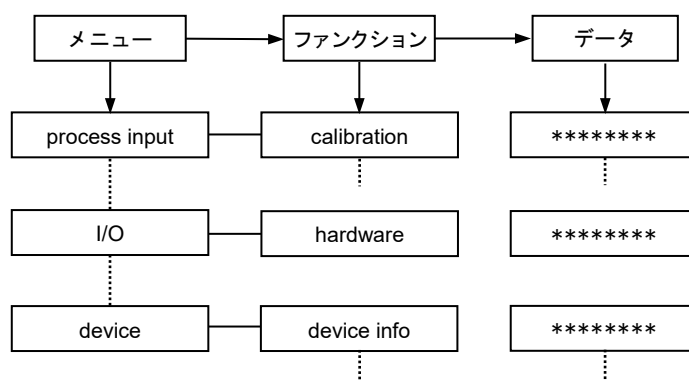 メニュー
ファンクション
データ
process input
calibration
********
I/O
hardware
********
device
device info
********